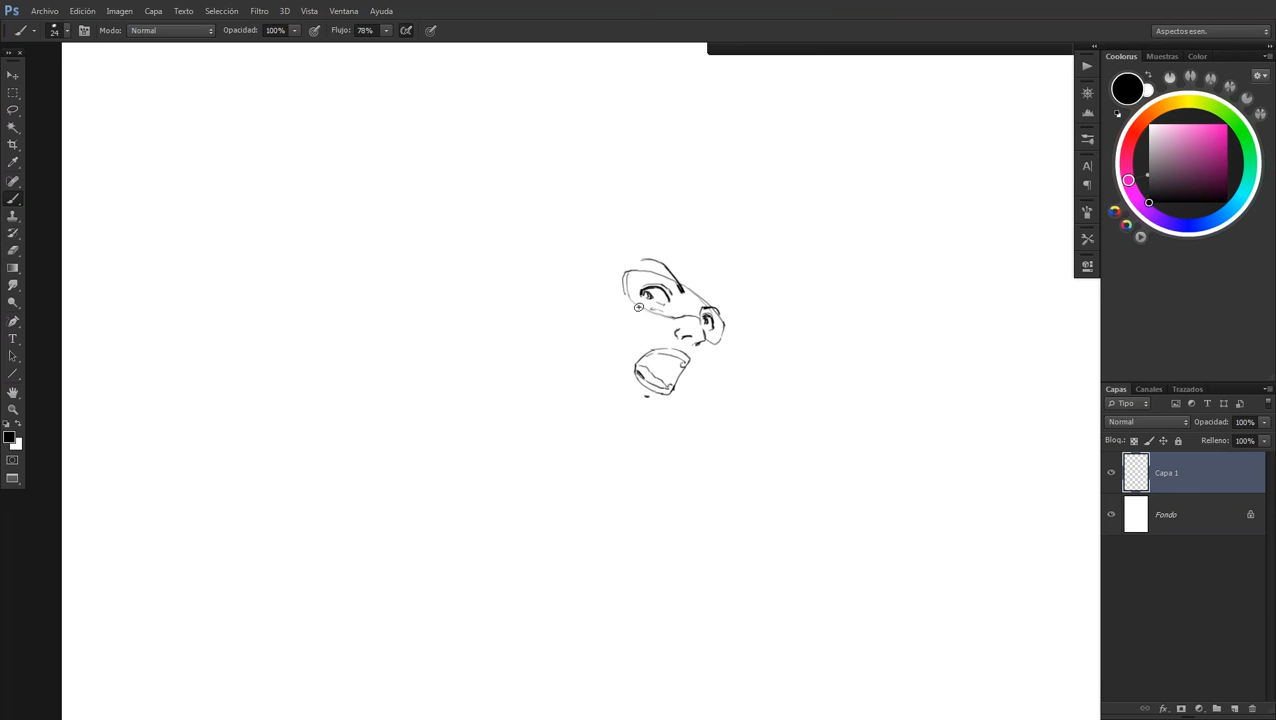 Ps Archivo Edición Imagen Capa Texto Selección Filtro 3D Vista Ventana Ayuda
24 Modo: Normal Opacidad: 100% Flujo: 78% Aspectos esen.
Coolorus Muestras Color
Capas Canales Trazados
Tipo
Normal Opacidad: 100%
Bloq.: Relleno: 100%
Capa 1
Fondo